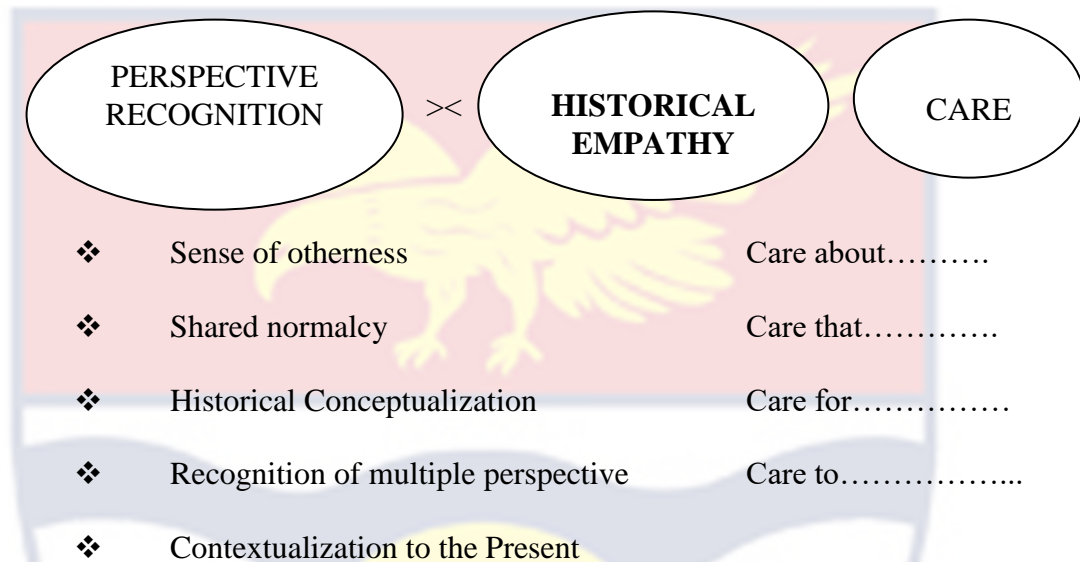 PERSPECTIVE
RECOGNITION
><
HISTORICAL
EMPATHY
CARE
❖ Sense of otherness Care about……….
❖ Shared normalcy Care that………….
❖ Historical Conceptualization Care for……………
❖ Recognition of multiple perspective Care to……………...
❖ Contextualization to the Present